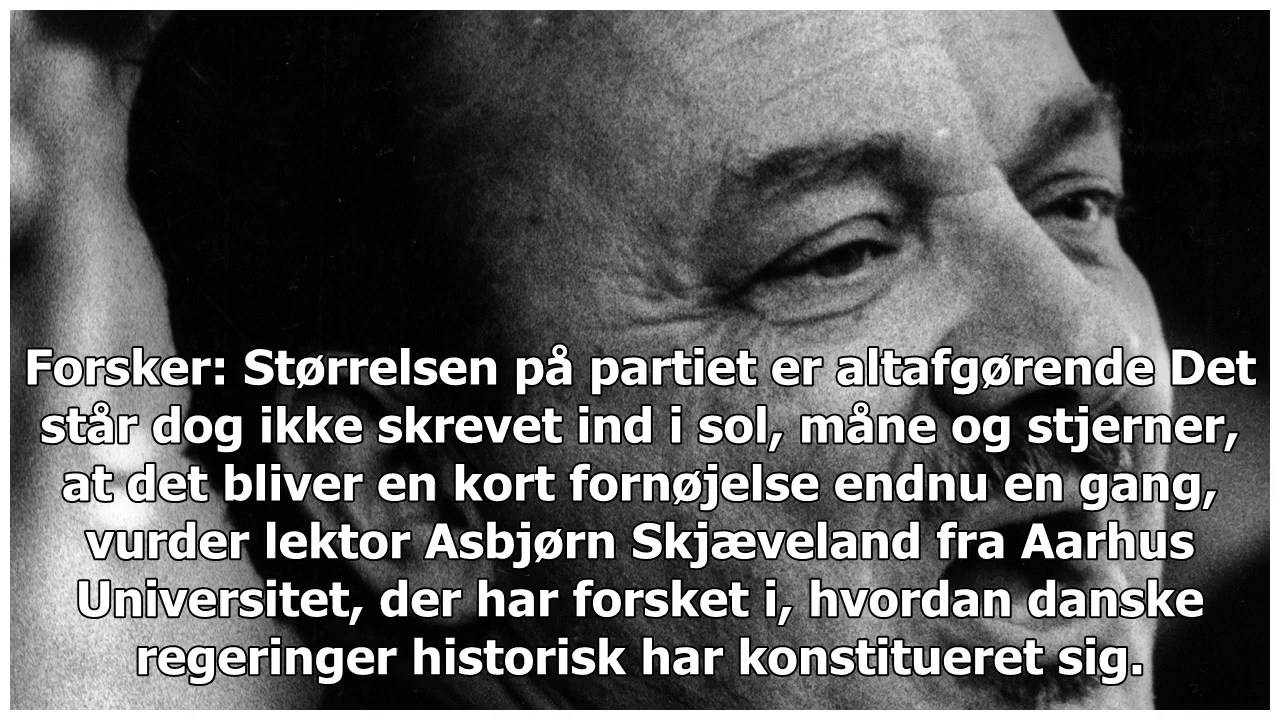 Forsker: Størrelsen på partiet er altafgørende Det
står dog ikke skrevet ind i sol, måne og stjerner,
at det bliver en kort fornøjelse endnu en gang,
vurder lektor Asbjørn Skjæveland fra Aarhus
Universitet, der har forsket i, hvordan danske
regeringer historisk har konstitueret sig.